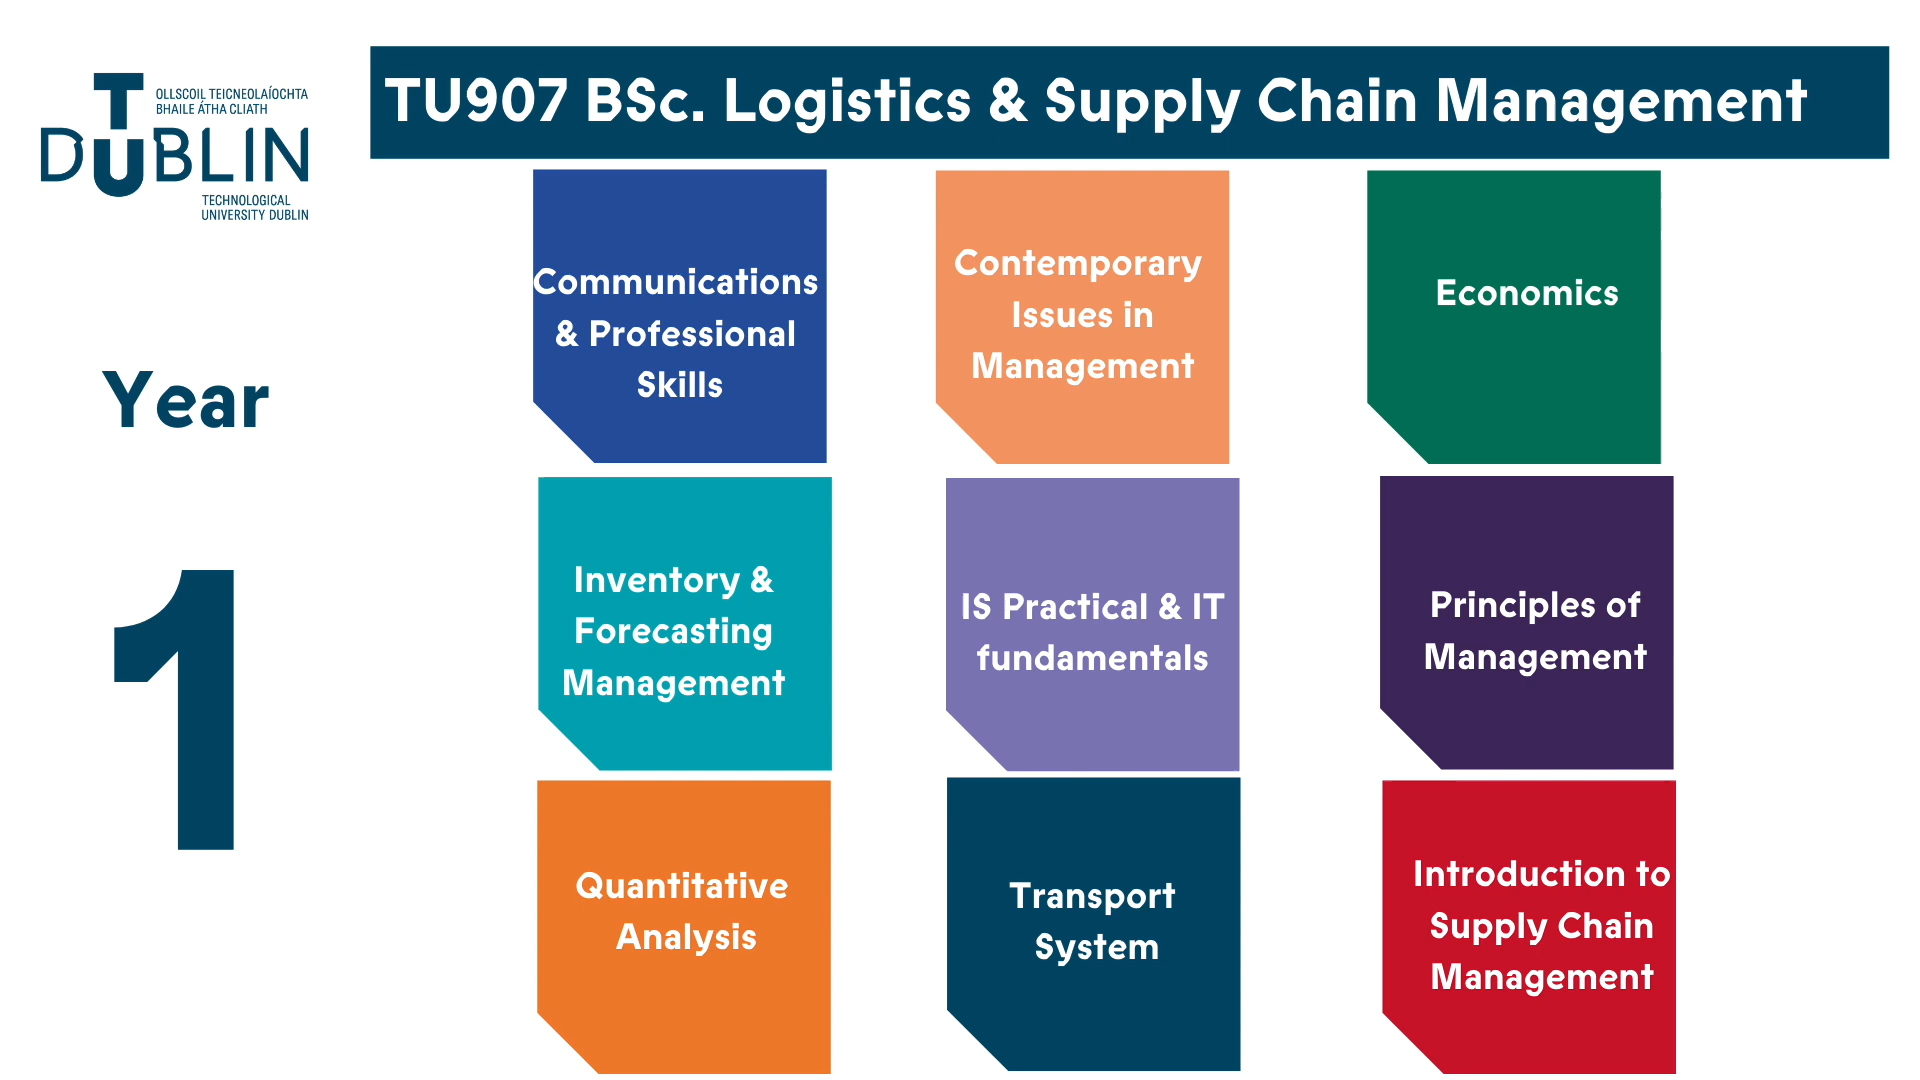 OLLSCOIL TEICNEOLAÍOCHTA
BHAILE ÁTHA CLIATH
TU DUBLIN
TECHNOLOGICAL
UNIVERSITY DUBLIN
TU907 BSc. Logistics & Supply Chain Management
Year
1
Communications
& Professional
Skills
Contemporary
Issues in
Management
Economics
Inventory &
Forecasting
Management
IS Practical & IT
fundamentals
Principles of
Management
Quantitative
Analysis
Transport
System
Introduction to
Supply Chain
Management